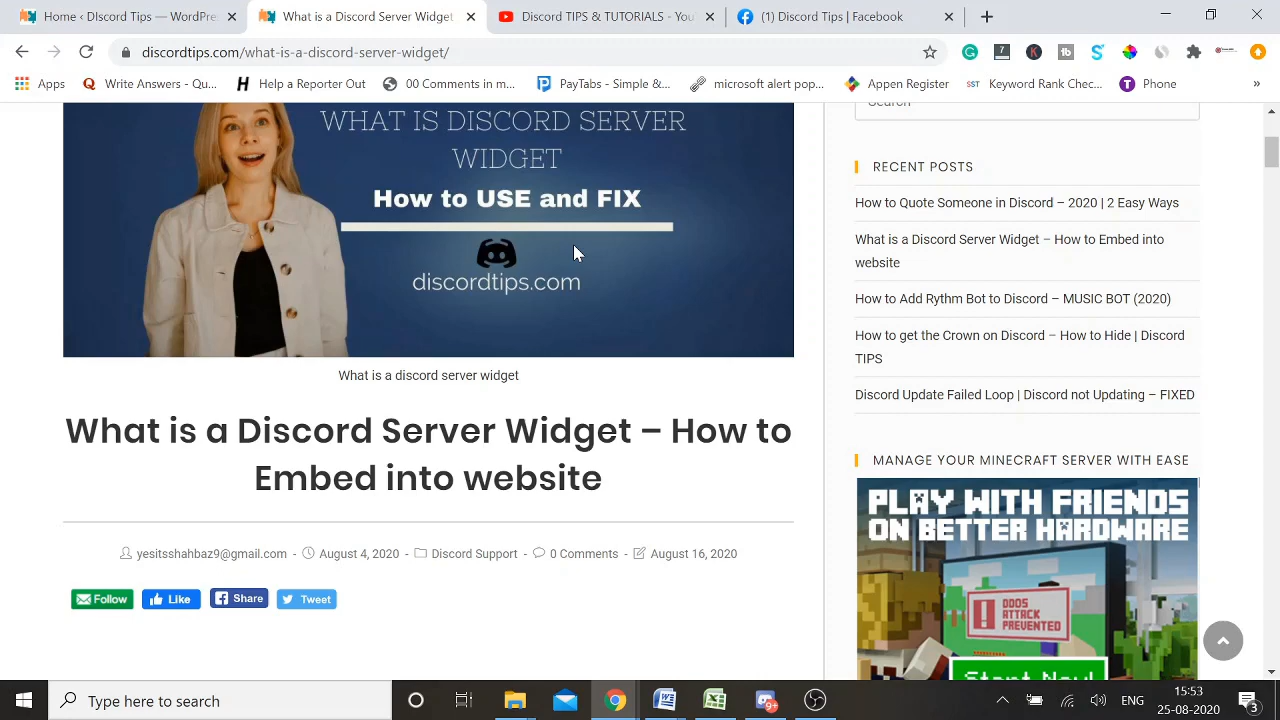 Home ‹ DIscord Tips — WordPre
What is a Discord Server Widget
Discord TIPS & TUTORIALS - You
(1) Discord Tips | Facebook
discordtips.com/what-is-a-discord-server-widget/
Apps
Write Answers - Qu...
Help a Reporter Out
00 Comments in m...
PayTabs - Simple &...
microsoft alert pop...
Appen Register
SST Keyword Rank Chec...
Phone
WHAT IS DISCORD SERVER
WIDGET
How to USE and FIX
discordtips.com
What is a discord server widget
What is a Discord Server Widget – How to
Embed into website
yesitsshahbaz9@gmail.com - August 4, 2020 - Discord Support - 0 Comments - August 16, 2020
Follow
Like
Share
Tweet
Search
RECENT POSTS
How to Quote Someone in Discord – 2020 | 2 Easy Ways
What is a Discord Server Widget – How to Embed into
website
How to Add Rythm Bot to Discord – MUSIC BOT (2020)
How to get the Crown on Discord – How to Hide | Discord
TIPS
Discord Update Failed Loop | Discord not Updating – FIXED
MANAGE YOUR MINECRAFT SERVER WITH EASE
PLAY WITH FRIENDS
ON BETTER HARDWARE
DDOS
ATTACK
PREVENTED
Start Now!
Type here to search
9+
ENG
15:53
25-08-2020
3